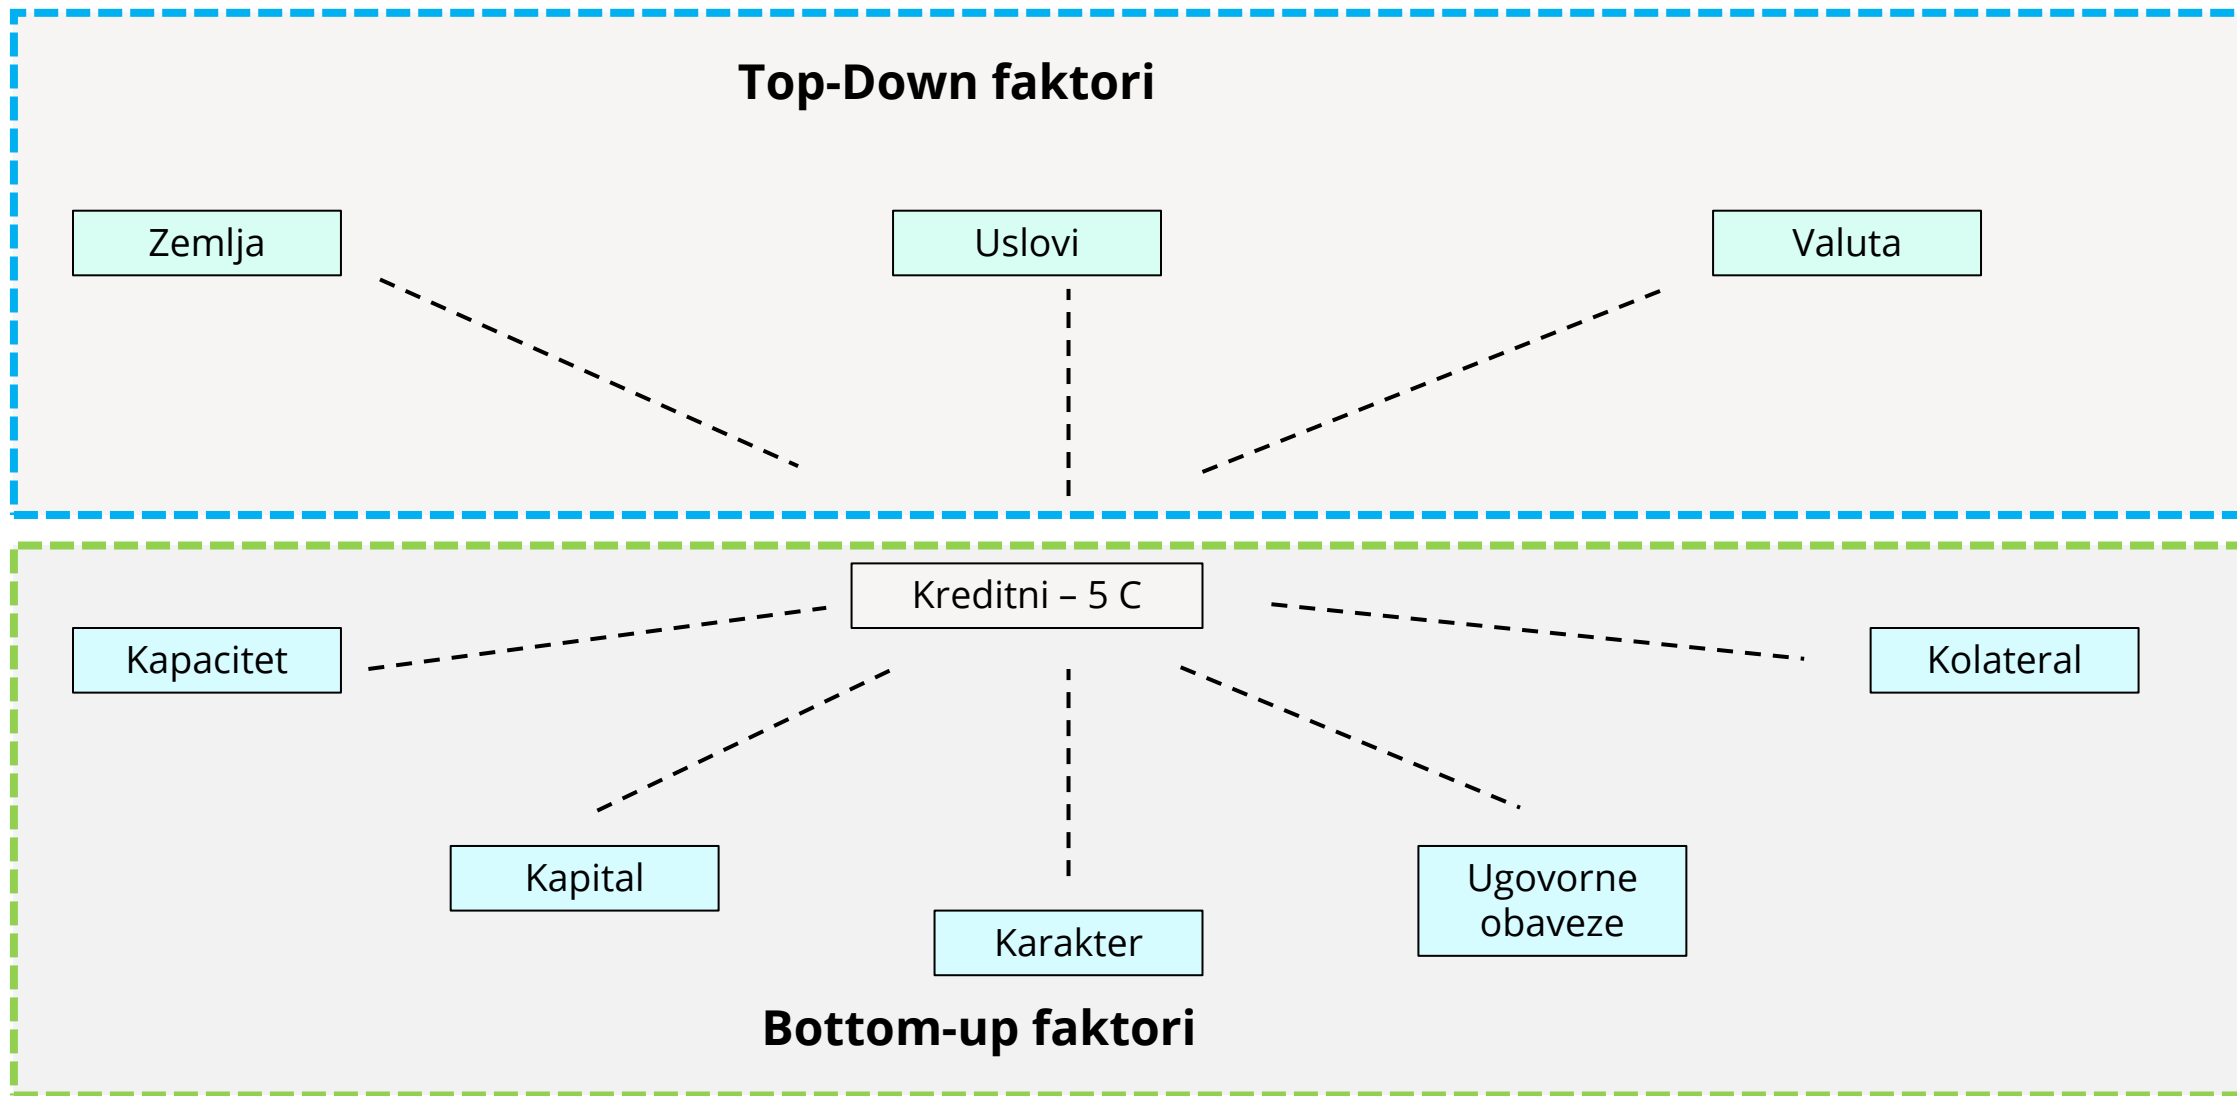 Top-Down faktori
Zemlja
Uslovi
Valuta
Kreditni – 5 C
Kapacitet
Kolateral
Kapital
Karakter
Ugovorne
obaveze
Bottom-up faktori